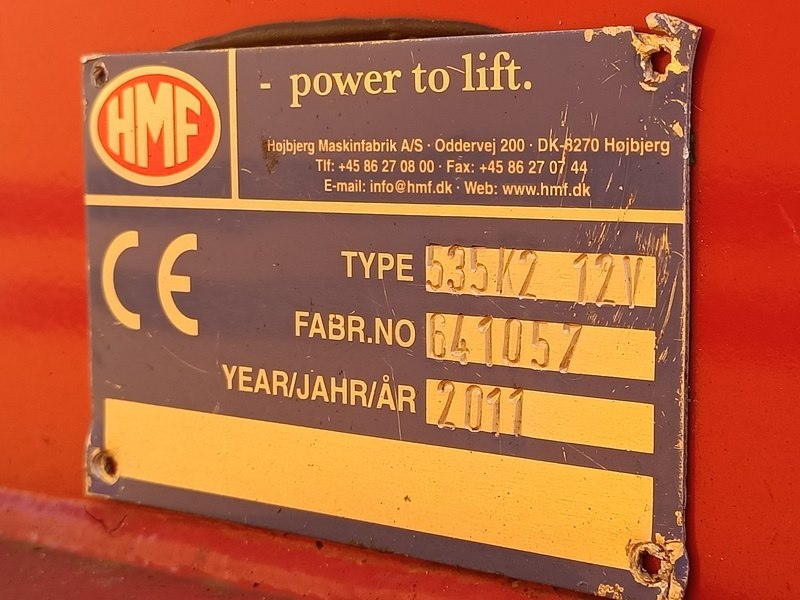 HMF
- power to lift.
Højbjerg Maskinfabrik A/S · Oddervej 200 · DK-8270 Højbjerg
Tlf: +45 86 27 08 00 · Fax: +45 86 27 07 44
E-mail: info@hmf.dk · Web: www.hmf.dk
CE
TYPE 535K2 12V
FABR.NO 641057
YEAR/JAHR/ÅR 2011